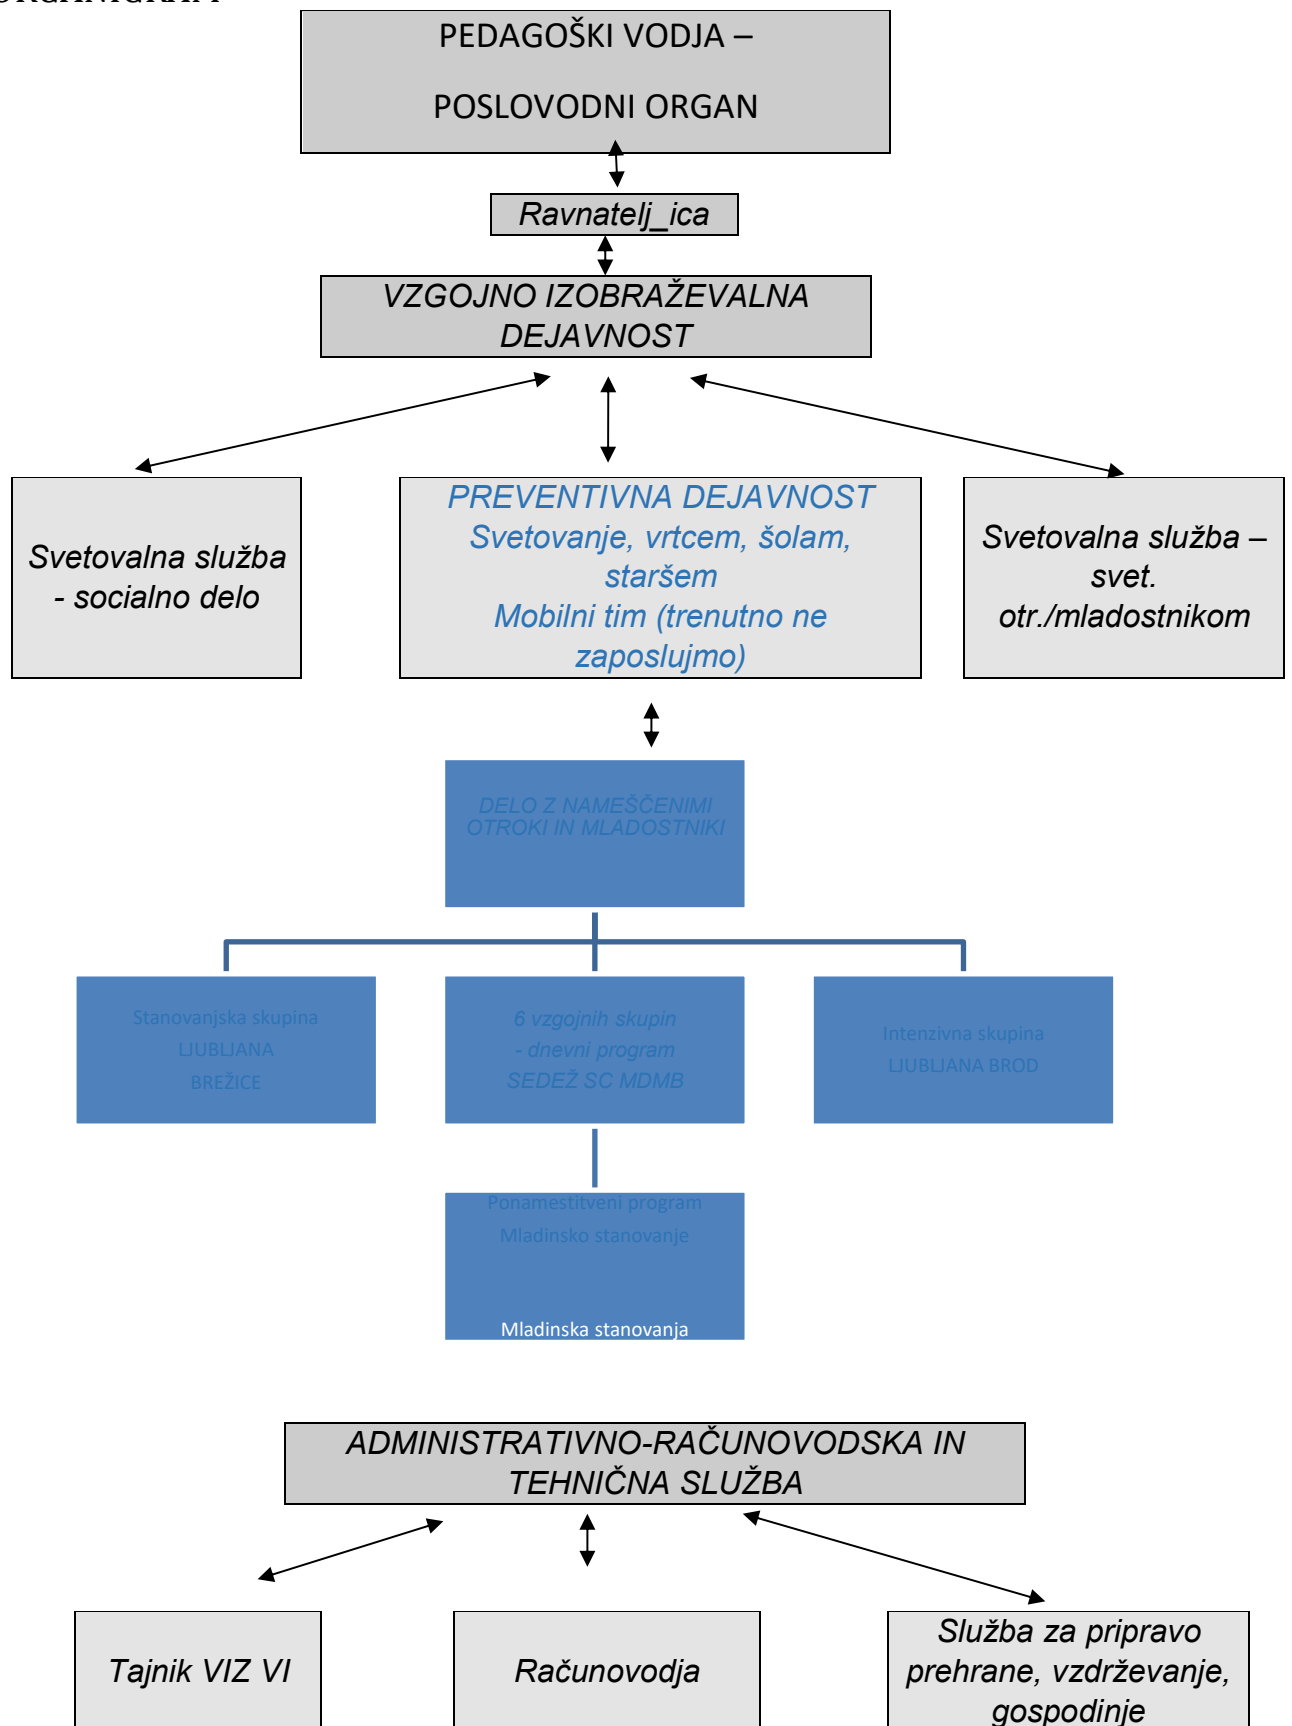 PEDAGOŠKI VODJA –
POSLOVODNI ORGAN
Ravnatelj_ica
VZGOJNO IZOBRAŽEVALNA
DEJAVNOST
Svetovalna služba
- socialno delo
PREVENTIVNA DEJAVNOST
Svetovanje, vrtcem, šolam,
staršem
Mobilni tim (trenutno ne
zaposlujmo)
Svetovalna služba –
svet.
otr./mladostnikom
DELO Z NAMEŠČENIMI
OTROKI IN MLADOSTNIKI
Stanovanjska skupina
LJUBLJANA
BREŽICE
6 vzgojnih skupin
- dnevni program
SEDEŽ SC MDMB
Intenzivna skupina
LJUBLJANA BROD
Ponamestitveni program
Mladinsko stanovanje
Mladinska stanovanja
ADMINISTRATIVNO-RAČUNOVODSKA IN
TEHNIČNA SLUŽBA
Tajnik VIZ VI
Računovodja
Služba za pripravo
prehrane, vzdrževanje,
gospodinje